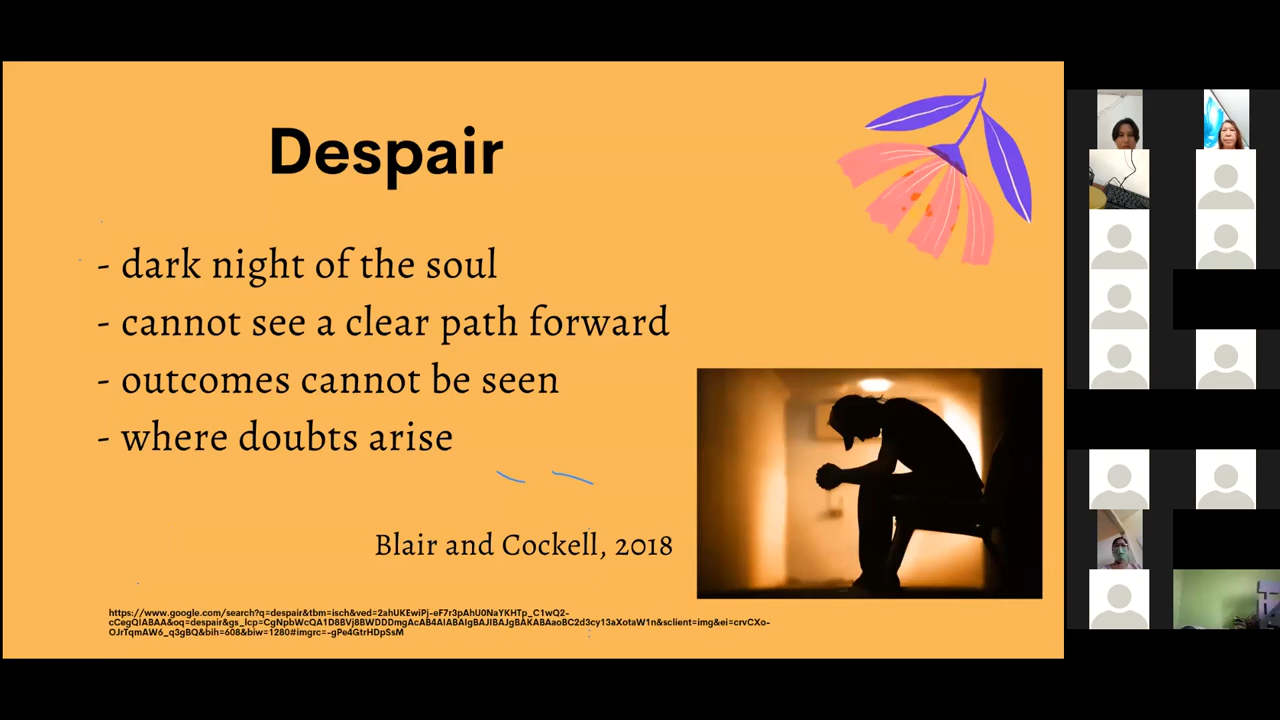 Despair
- dark night of the soul
- cannot see a clear path forward
- outcomes cannot be seen
- where doubts arise
Blair and Cockell, 2018
https://www.google.com/search?q=despair&tbm=isch&ved=2ahUKEwiPj-eF7r3pAhU0NaYKHTp_C1wQ2-
cCegQIABAA&oq=despair&gs_lcp=CgNpbWcQA1D8BVj8BWDDDmgAcAB4AIABAIgBAJIBAJgBAKABAaoBC2d3cy13aXotaW1n&sclient=img&ei=crvCXo-
OJrTqmAW6_q3gBQ&bih=608&biw=1280#imgrc=-gPe4GtrHDpSsM